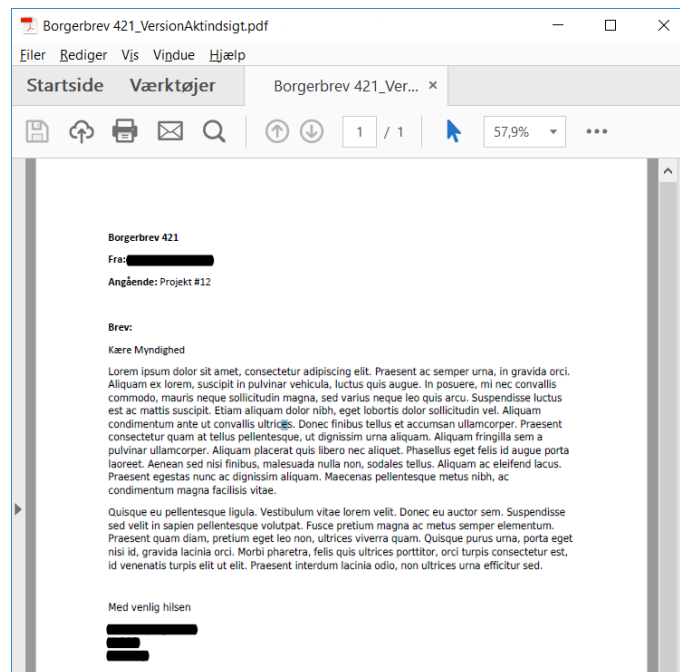 Borgerbrev 421_VersionAktindsigt.pdf
Filer Rediger Vis Vindue Hjælp
Startside Værktøjer Borgerbrev 421_Ver... ×
1 / 1 57,9%
Borgerbrev 421
Fra:
Angående: Projekt #12
Brev:
Kære Myndighed
Lorem ipsum dolor sit amet, consectetur adipiscing elit. Praesent ac semper urna, in gravida orci.
Aliquam ex lorem, suscipit in pulvinar vehicula, luctus quis augue. In posuere, mi nec convallis
commodo, mauris neque sollicitudin magna, sed varius neque leo quis arcu. Suspendisse luctus
est ac mattis suscipit. Etiam aliquam dolor nibh, eget lobortis dolor sollicitudin vel. Aliquam
condimentum ante ut convallis ultrices. Donec finibus tellus et accumsan ullamcorper. Praesent
consectetur quam at tellus pellentesque, ut dignissim urna aliquam. Aliquam fringilla sem a
pulvinar ullamcorper. Aliquam placerat quis libero nec aliquet. Phasellus eget felis id augue porta
laoreet. Aenean sed nisi finibus, malesuada nulla non, sodales tellus. Aliquam ac eleifend lacus.
Praesent egestas nunc ac dignissim aliquam. Maecenas pellentesque metus nibh, ac
condimentum magna facilisis vitae.
Quisque eu pellentesque ligula. Vestibulum vitae lorem velit. Donec eu auctor sem. Suspendisse
sed velit in sapien pellentesque volutpat. Fusce pretium magna ac metus semper elementum.
Praesent quam diam, pretium eget leo non, ultrices viverra quam. Quisque purus urna, porta eget
nisi id, gravida lacinia orci. Morbi pharetra, felis quis ultrices porttitor, orci turpis consectetur est,
id venenatis turpis elit ut elit. Praesent interdum lacinia odio, non ultrices urna efficitur sed.
Med venlig hilsen